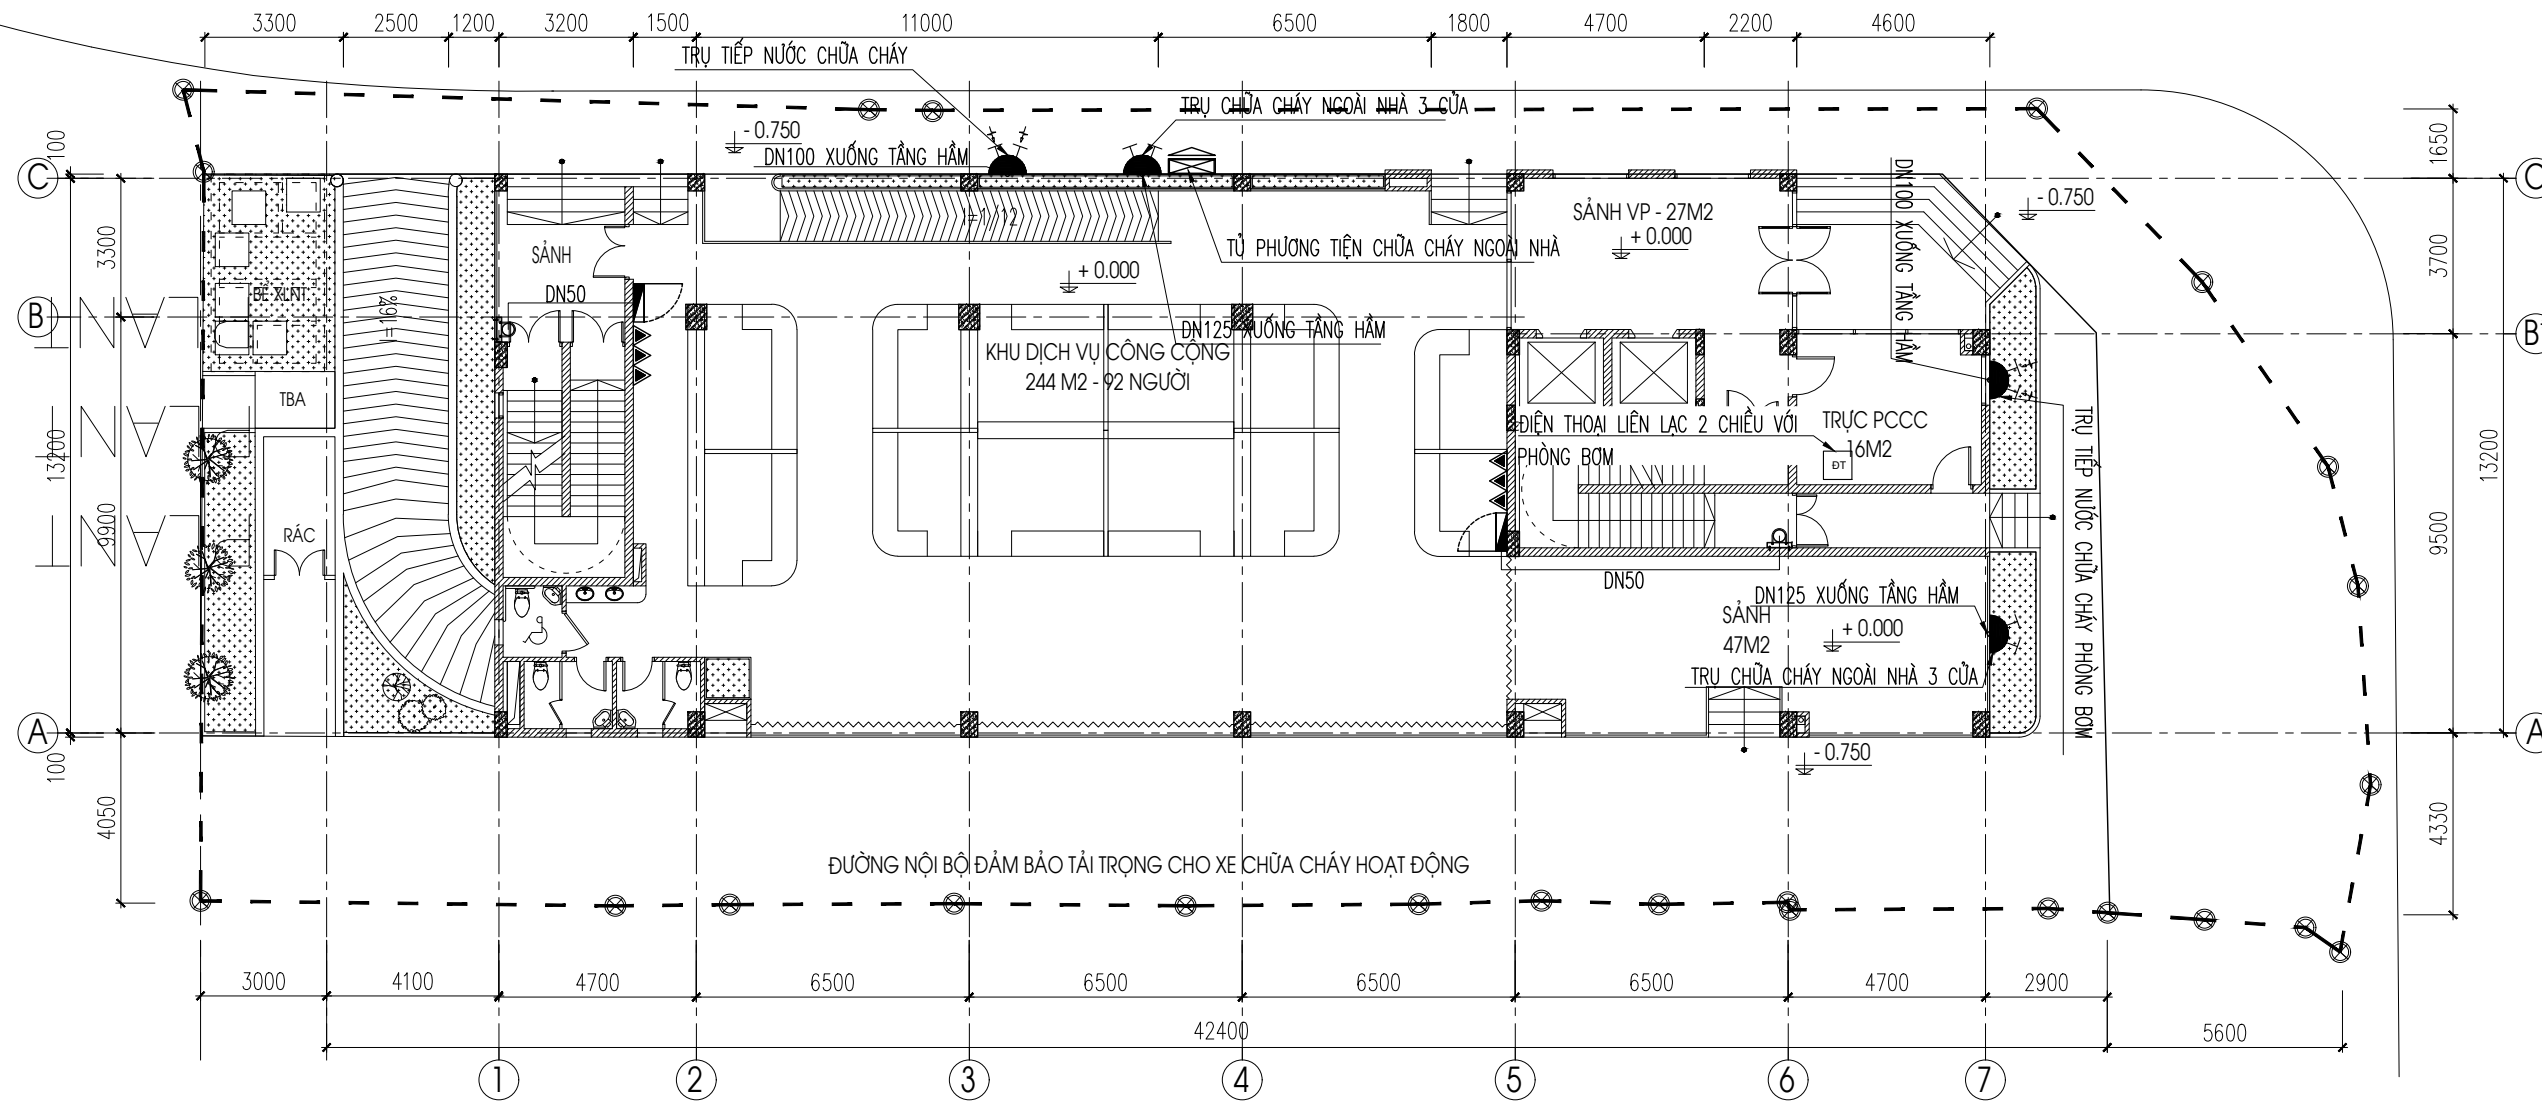 3300 2500 1200 3200 1500 11000 6500 1800 4700 2200 4600
TRỤ TIẾP NƯỚC CHỮA CHÁY
TRỤ CHỮA CHÁY NGOÀI NHÀ 3 CỬA
- 0.750
DN100 XUỐNG TẦNG HẦM
100
1650
C
C
DN100 XUỐNG TẦNG HẦM
- 0.750
SẢNH VP - 27M2
+ 0.000
i=1/12
TỦ PHƯƠNG TIỆN CHỮA CHÁY NGOÀI NHÀ
3300
SẢNH
3700
+ 0.000
DN50
BỂ XLNT
i=16%
B
B'
DN125 XUỐNG TẦNG HẦM
KHU DỊCH VỤ CÔNG CỘNG
244 M2 - 92 NGƯỜI
TBA
ĐIỆN THOẠI LIÊN LẠC 2 CHIỀU VỚI
PHÒNG BƠM
TRỰC PCCC
16M2
ĐT
TRỤ TIẾP NƯỚC CHỮA CHÁY PHÒNG BƠM
13200
13200
9900
9500
RÁC
DN50
DN125 XUỐNG TẦNG HẦM
SẢNH
47M2
+ 0.000
TRỤ CHỮA CHÁY NGOÀI NHÀ 3 CỬA
A
A
100
- 0.750
4050
4330
ĐƯỜNG NỘI BỘ ĐẢM BẢO TẢI TRỌNG CHO XE CHỮA CHÁY HOẠT ĐỘNG
3000 4100 4700 6500 6500 6500 6500 4700 2900
42400 5600
1 2 3 4 5 6 7